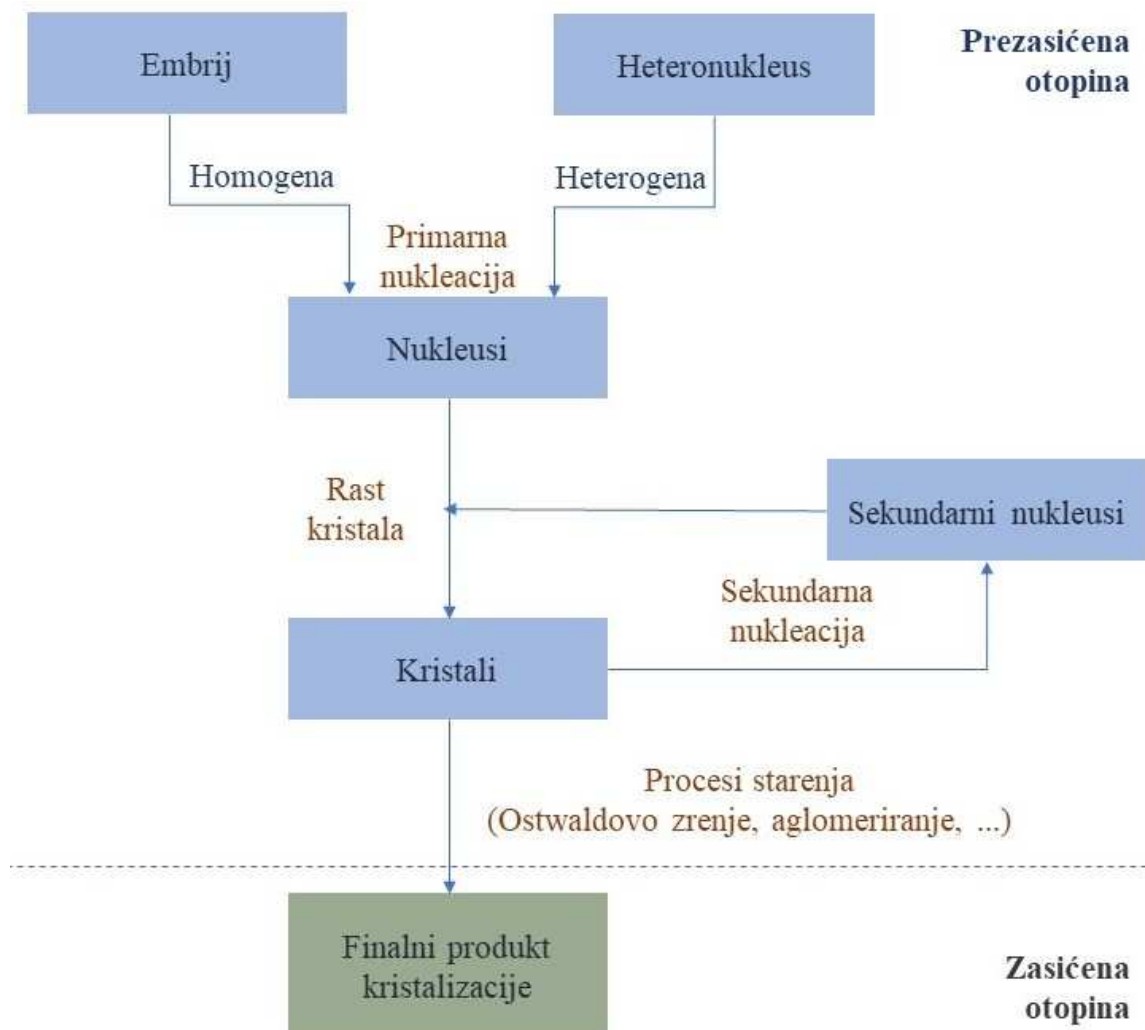 Embrij
Heteronukleus
Prezasićena
otopina
Homogena
Heterogena
Primarna
nukleacija
Nukleusi
Rast
kristala
Sekundarni nukleusi
Sekundarna
nukleacija
Kristali
Procesi starenja
(Ostwaldovo zrenje, aglomeriranje, ...)
Finalni produkt
kristalizacije
Zasićena
otopina